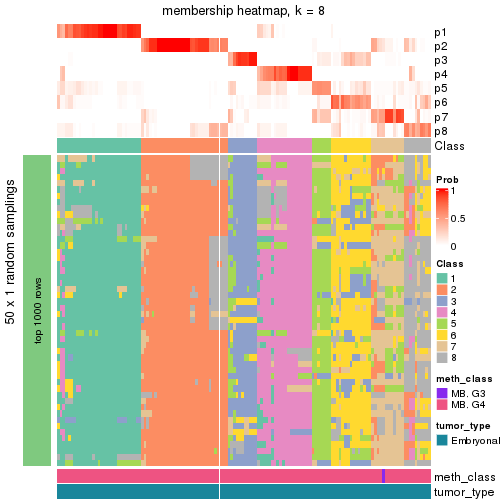 membership heatmap, k = 8
p1
p2
p3
p4
p5
p6
p7
p8
Class
50 x 1 random samplings
top 1000 rows
Prob
1
0.5
0
Class
1
2
3
4
5
6
7
8
meth_class
MB. G3
MB. G4
tumor_type
Embryonal
meth_class
tumor_type